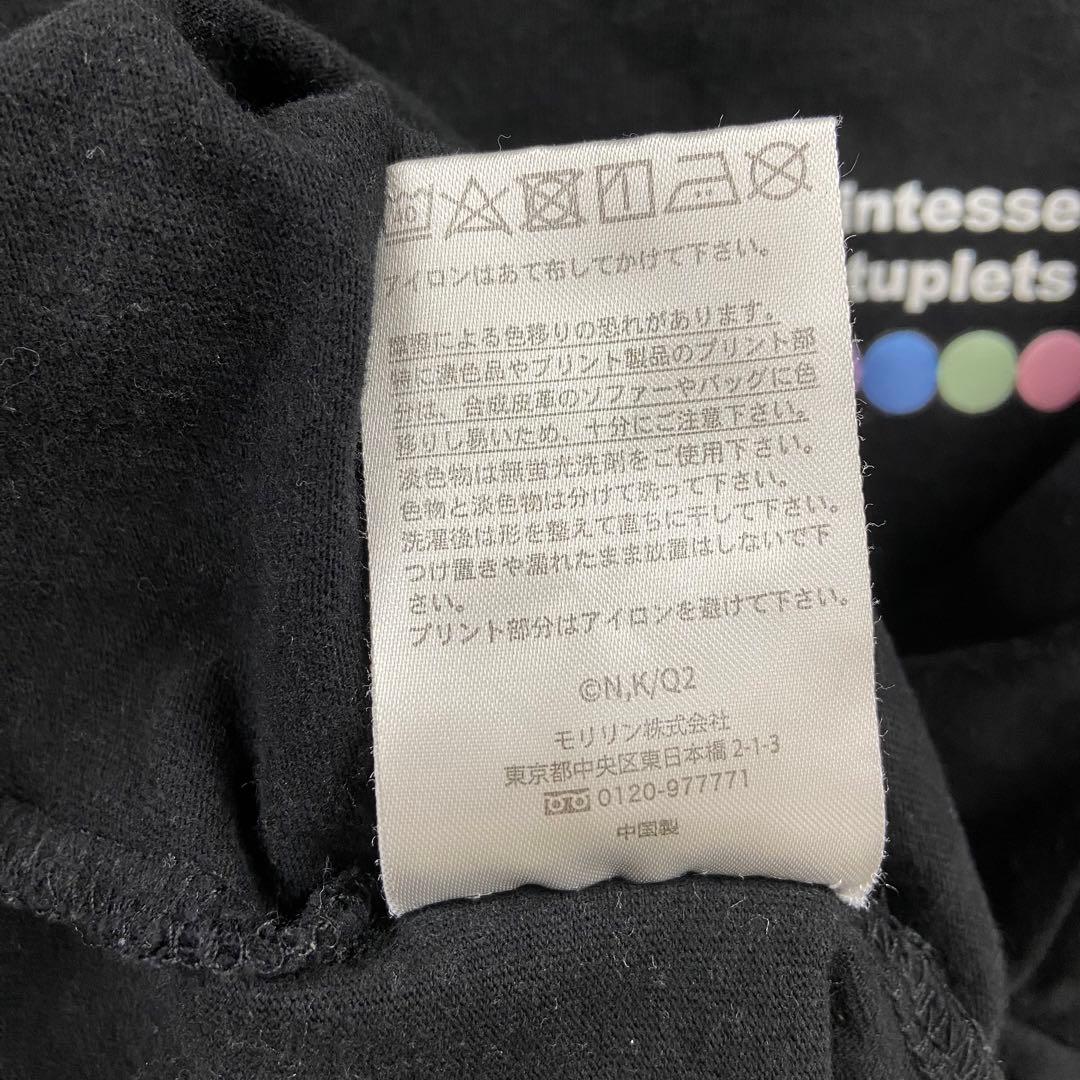 アイロンはあて布してかけて下さい。
摩擦による色移りの恐れがあります。
特に濃色品やプリント製品のプリント部
分は、合成皮革のソファーやバッグに色
移りし易いため、十分にご注意下さい。
淡色物は無蛍光洗剤をご使用下さい。
色物と淡色物は分けて洗って下さい。
洗濯後は形を整えて直ちに干して下さい。
つけ置きや濡れたまま放置はしないで下
さい。
プリント部分はアイロンを避けて下さい。
©N,K/Q2
モリリン株式会社
東京都中央区東日本橋2-1-3
0120-977771
中国製
intesse
tuplets